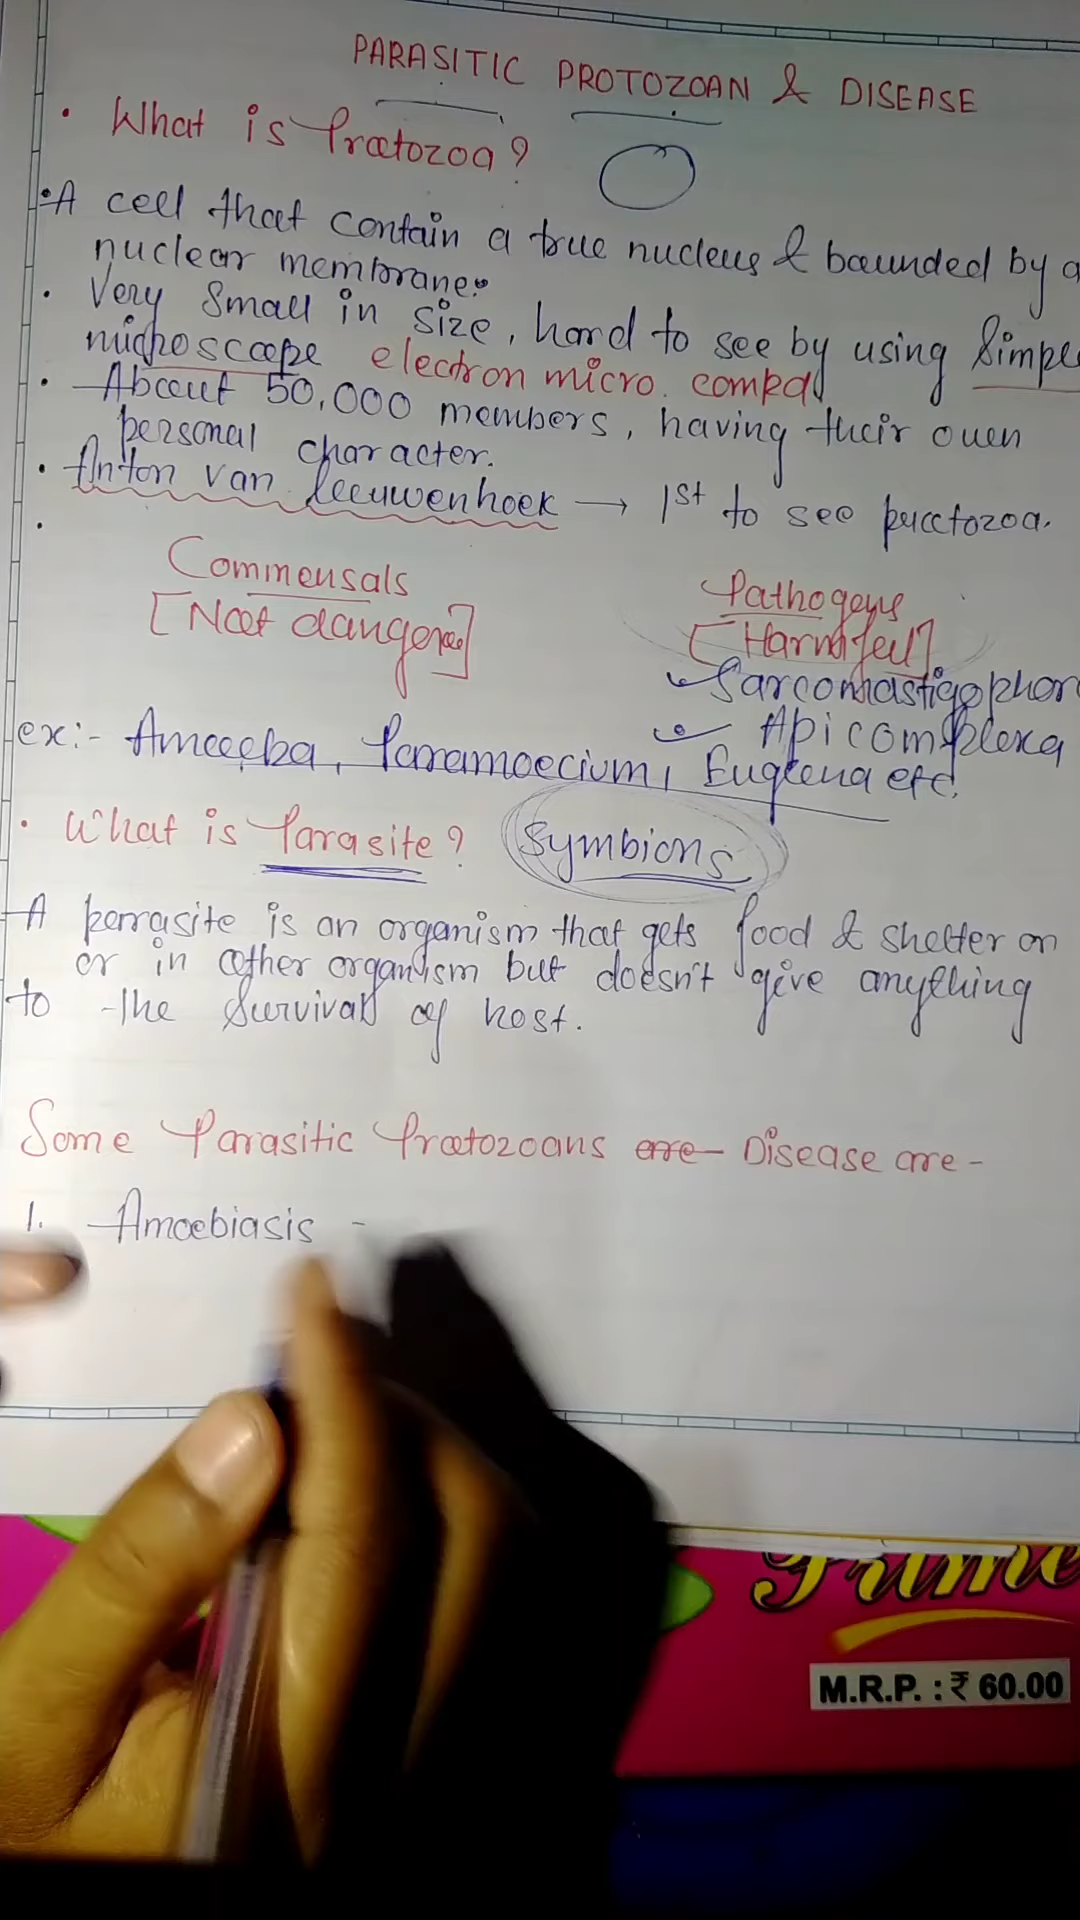 PARASITIC PROTOZOAN & DISEASE
• What is Protozoa?
• A cell that contain a true nucleus & bounded by a
nuclear membrane.
• Very small in size, hard to see by using Simple
microscope electron micro. compd
• About 50,000 members, having their own
personal character.
• Anton van Leeuwenhoek → 1st to see protozoa.
•
Commensals
[Not dangerous]
Pathogens
[Harmful]
Sarcomastigophor
Apicomplexa
ex:- Amoeba, Paramoecium, Euglena etc.
• What is Parasite? Symbions
A parasite is an organism that gets food & shelter on
or in other organism but doesn't give anything
to the survival of host.
Some Parasitic Protozoans are Disease are -
1. Amoebiasis -
Prime
M.R.P. : ₹ 60.00